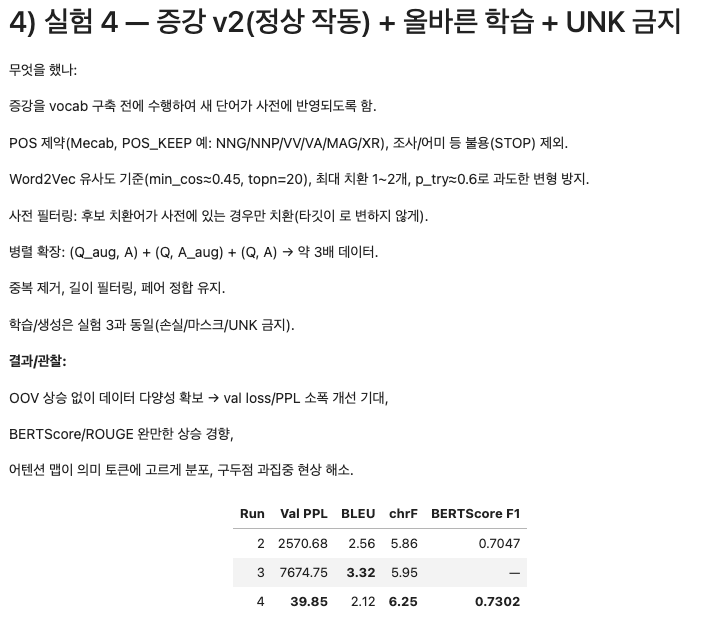 4) 실험 4 — 증강 v2(정상 작동) + 올바른 학습 + UNK 금지
무엇을 했나:
증강을 vocab 구축 전에 수행하여 새 단어가 사전에 반영되도록 함.
POS 제약(Mecab, POS_KEEP 예: NNG/NNP/VV/VA/MAG/XR), 조사/어미 등 불용(STOP) 제외.
Word2Vec 유사도 기준(min_cos≈0.45, topn=20), 최대 치환 1~2개, p_try≈0.6로 과도한 변형 방지.
사전 필터링: 후보 치환어가 사전에 있는 경우만 치환(타깃이 로 변하지 않게).
병렬 확장: (Q_aug, A) + (Q, A_aug) + (Q, A) → 약 3배 데이터.
중복 제거, 길이 필터링, 페어 정합 유지.
학습/생성은 실험 3과 동일(손실/마스크/UNK 금지).
결과/관찰:
OOV 상승 없이 데이터 다양성 확보 → val loss/PPL 소폭 개선 기대,
BERTScore/ROUGE 완만한 상승 경향,
어텐션 맵이 의미 토큰에 고르게 분포, 구두점 과집중 현상 해소.
Run Val PPL BLEU chrF BERTScore F1
2 2570.68 2.56 5.86 0.7047
3 7674.75 3.32 5.95 —
4 39.85 2.12 6.25 0.7302